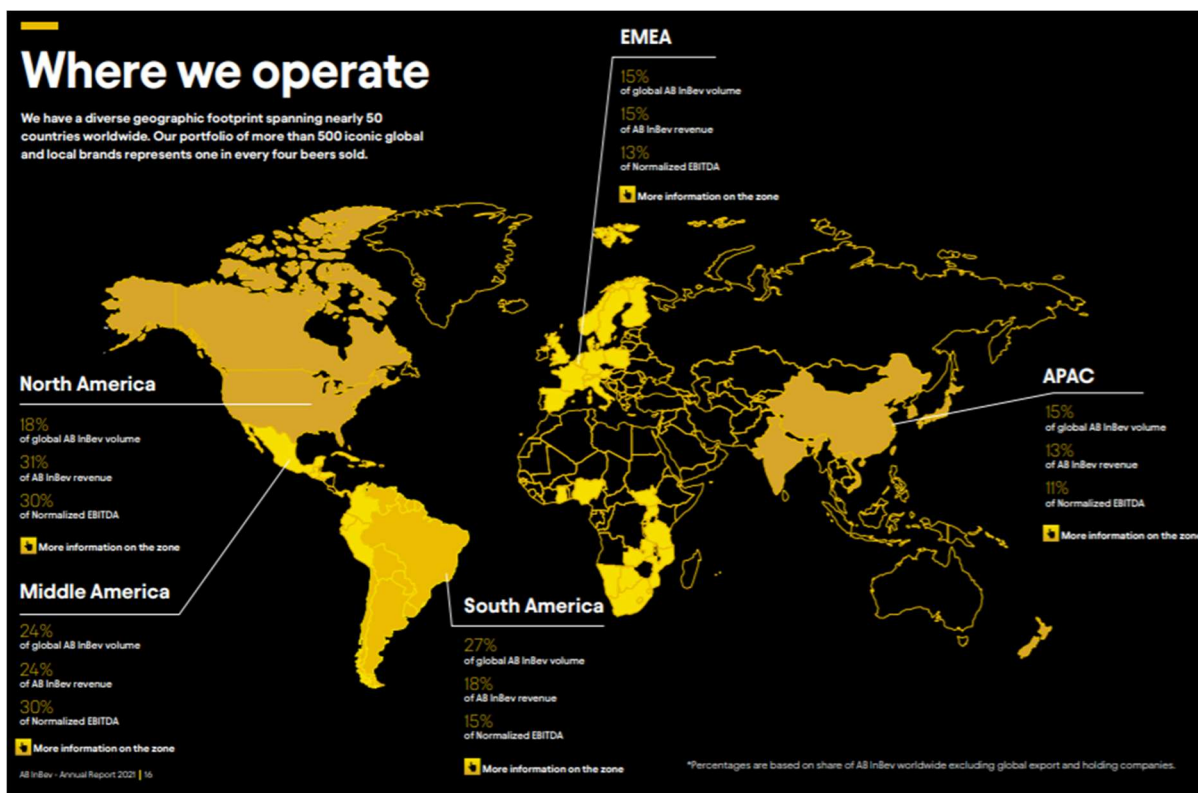 Where we operate
We have a diverse geographic footprint spanning nearly 50
countries worldwide. Our portfolio of more than 500 iconic global
and local brands represents one in every four beers sold.
EMEA
15%
of global AB InBev volume
15%
of AB InBev revenue
13%
of Normalized EBITDA
More information on the zone
North America
18%
of global AB InBev volume
31%
of AB InBev revenue
30%
of Normalized EBITDA
More information on the zone
APAC
15%
of global AB InBev volume
13%
of AB InBev revenue
11%
of Normalized EBITDA
More information on the zone
Middle America
24%
of global AB InBev volume
24%
of AB InBev revenue
30%
of Normalized EBITDA
More information on the zone
South America
27%
of global AB InBev volume
18%
of AB InBev revenue
15%
of Normalized EBITDA
More information on the zone
AB InBev - Annual Report 2021 | 16
*Percentages are based on share of AB InBev worldwide excluding global export and holding companies.